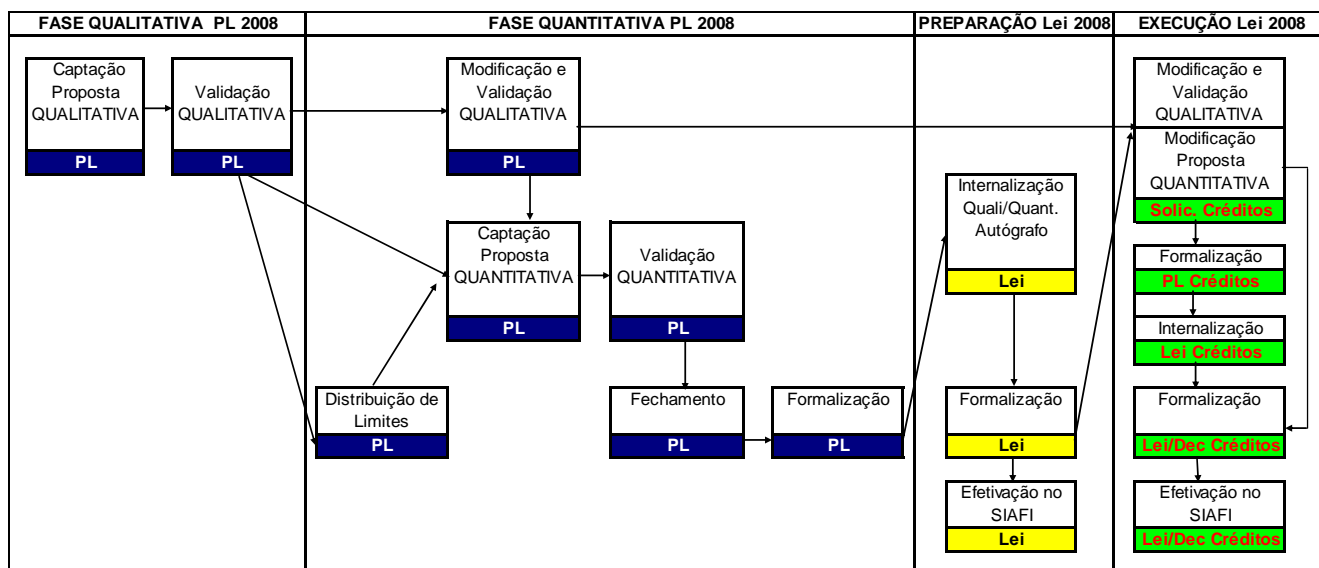 FASE QUALITATIVA PL 2008
FASE QUANTITATIVA PL 2008
PREPARAÇÃO Lei 2008
EXECUÇÃO Lei 2008
Captação
Proposta
QUALITATIVA
PL
Validação
QUALITATIVA
PL
Modificação e
Validação
QUALITATIVA
PL
Captação
Proposta
QUANTITATIVA
PL
Validação
QUANTITATIVA
PL
Distribuição de
Limites
PL
Fechamento
PL
Formalização
PL
Internalização
Quali/Quant.
Autógrafo
Lei
Formalização
Lei
Efetivação no
SIAFI
Lei
Modificação e
Validação
QUALITATIVA
Modificação
Proposta
QUANTITATIVA
Solic. Créditos
Formalização
PL Créditos
Internalização
Lei Créditos
Formalização
Lei/Dec Créditos
Efetivação no
SIAFI
Lei/Dec Créditos